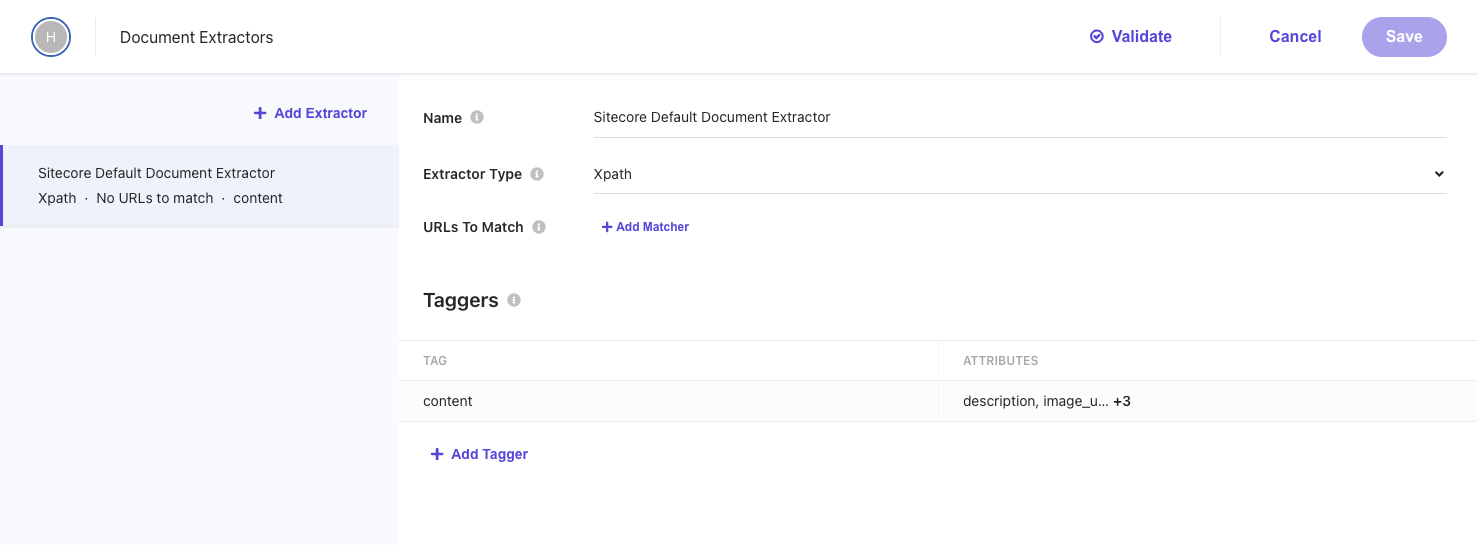 H
Document Extractors
Validate
Cancel
Save
Add Extractor
Sitecore Default Document Extractor
Xpath · No URLs to match · content
Name
Sitecore Default Document Extractor
Extractor Type
Xpath
URLs To Match
Add Matcher
Taggers
TAG
ATTRIBUTES
content
description, image_u... +3
Add Tagger